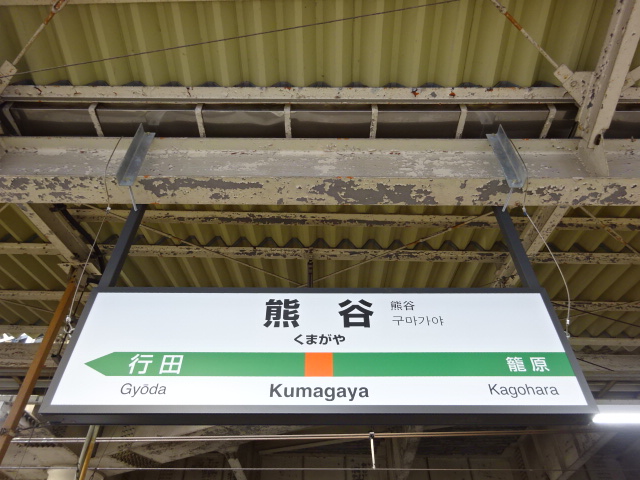 熊谷
熊谷
구마가야
くまがや
行田
籠原
Gyōda
Kumagaya
Kagohara